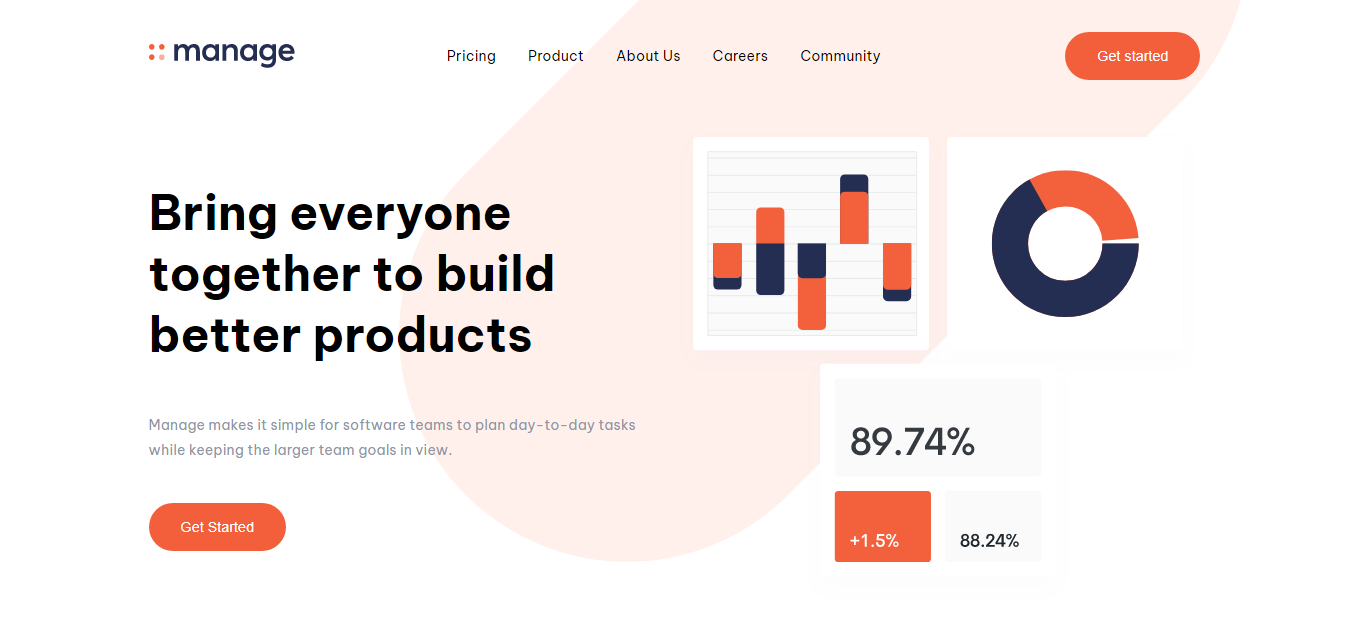 manage
Pricing Product About Us Careers Community
Get started
Bring everyone
together to build
better products
Manage makes it simple for software teams to plan day-to-day tasks
while keeping the larger team goals in view.
Get Started
89.74%
+1.5%
88.24%